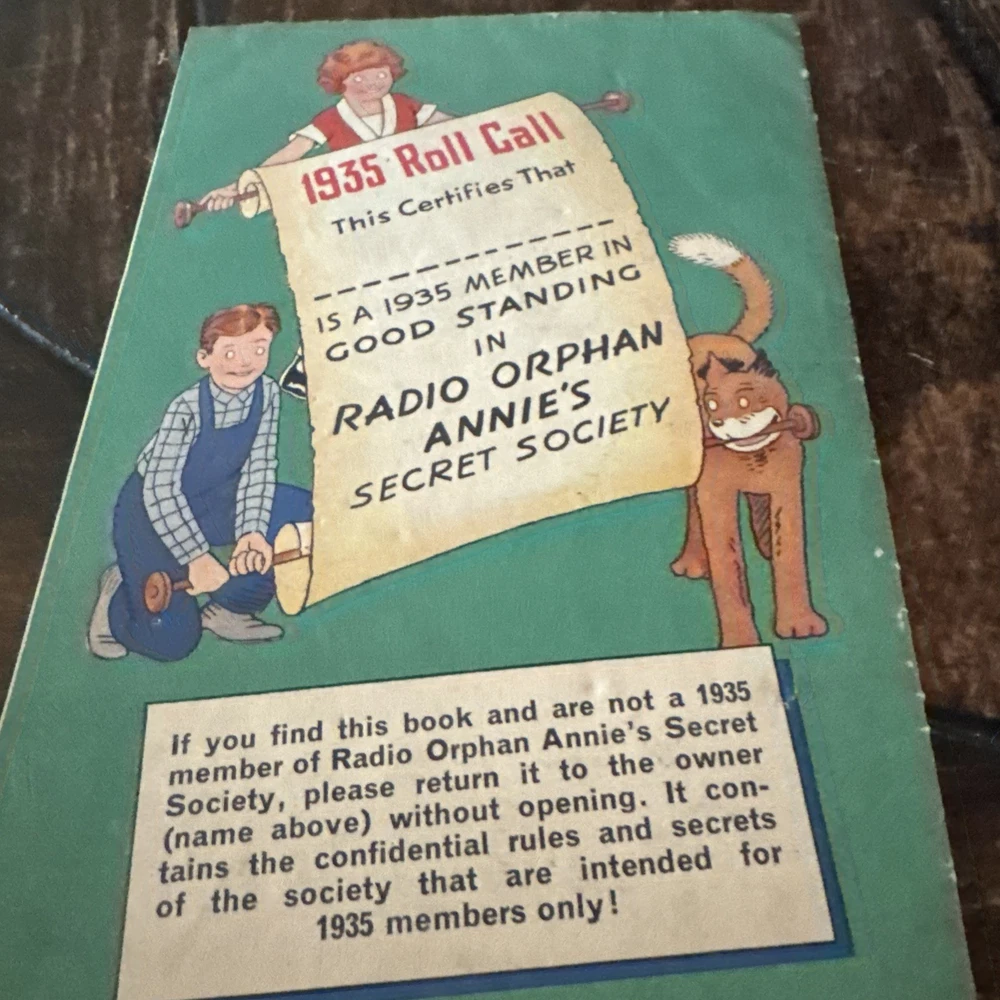 1935 Roll Call
This Certifies That
IS A 1935 MEMBER IN
GOOD STANDING
IN
RADIO ORPHAN
ANNIE'S
SECRET SOCIETY
If you find this book and are not a 1935
member of Radio Orphan Annie's Secret
Society, please return it to the owner
(name above) without opening. It con-
tains the confidential rules and secrets
of the society that are intended for
1935 members only!